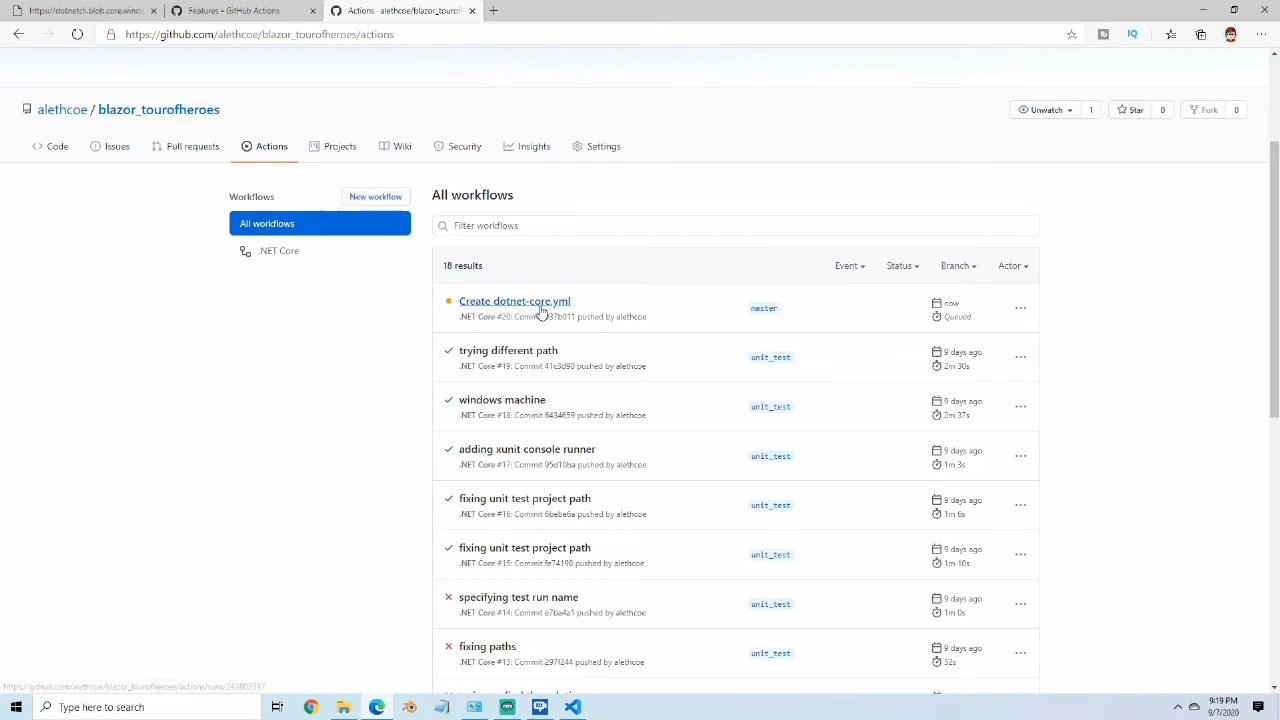 https://dotnetcli.blob.core.wind
Features • GitHub Actions
Actions · alethcoe/blazor_tourof
https://github.com/alethcoe/blazor_tourofheroes/actions
IQ
alethcoe / blazor_tourofheroes
Unwatch 1
Star 0
Fork 0
Code
Issues
Pull requests
Actions
Projects
Wiki
Security
Insights
Settings
Workflows
New workflow
All workflows
.NET Core
All workflows
Filter workflows
18 results
Event
Status
Branch
Actor
Create dotnet-core.yml
.NET Core #20: pushed by alethcoe
master
now
Queued
trying different path
.NET Core #19: Commit 41c3d90 pushed by alethcoe
unit_test
9 days ago
2m 30s
windows machine
.NET Core #18: Commit 6434659 pushed by alethcoe
unit_test
9 days ago
2m 37s
adding xunit console runner
.NET Core #17: Commit 95d10ba pushed by alethcoe
unit_test
9 days ago
1m 3s
fixing unit test project path
.NET Core #16: Commit 6bebe6a pushed by alethcoe
unit_test
9 days ago
1m 6s
fixing unit test project path
.NET Core #15: Commit fe74198 pushed by alethcoe
unit_test
9 days ago
1m 10s
specifying test run name
.NET Core #14: Commit e7ba4a1 pushed by alethcoe
unit_test
9 days ago
1m 0s
fixing paths
.NET Core #13: Commit 297f244 pushed by alethcoe
unit_test
9 days ago
52s
https://github.com/alethcoe/blazor_tourofheroes/actions/runs/243803597
Type here to search
9:19 PM
9/7/2020